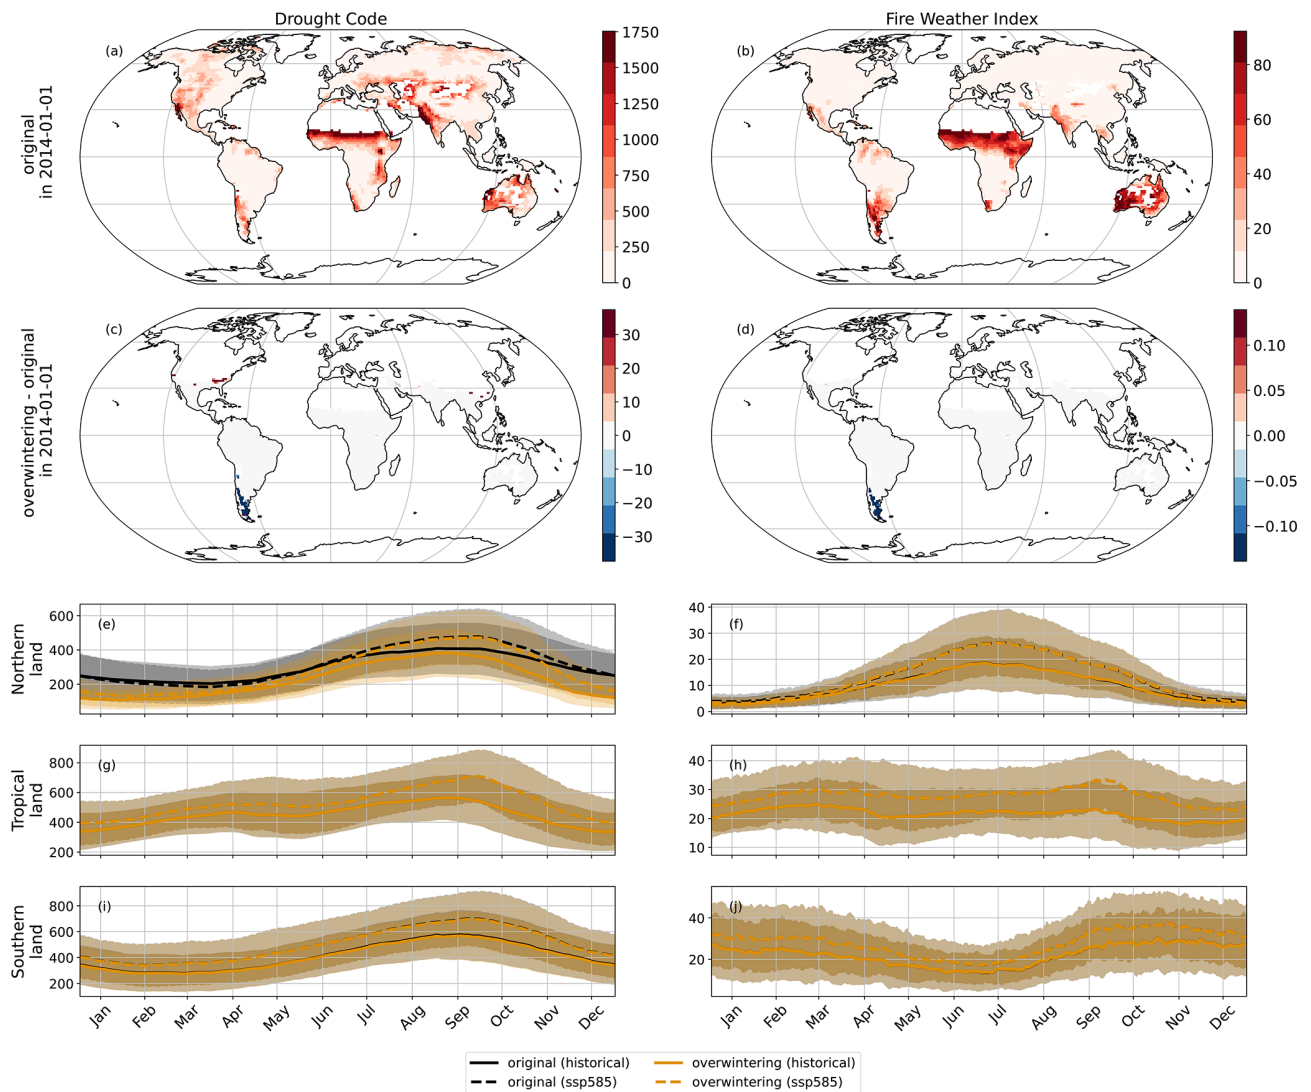 Drought Code
Fire Weather Index
original
in 2014-01-01
(a)
1750
1500
1250
1000
750
500
250
0
(b)
80
60
40
20
0
overwintering - original
in 2014-01-01
(c)
30
20
10
0
−10
−20
−30
(d)
0.10
0.05
0.00
−0.05
−0.10
Northern
land
(e)
600
400
200
(f)
40
30
20
10
0
Tropical
land
(g)
800
600
400
200
(h)
40
30
20
10
Southern
land
(i)
800
600
400
200
(j)
40
20
Jan Feb Mar Apr May Jun Jul Aug Sep Oct Nov Dec
Jan Feb Mar Apr May Jun Jul Aug Sep Oct Nov Dec
original (historical)
original (ssp585)
overwintering (historical)
overwintering (ssp585)